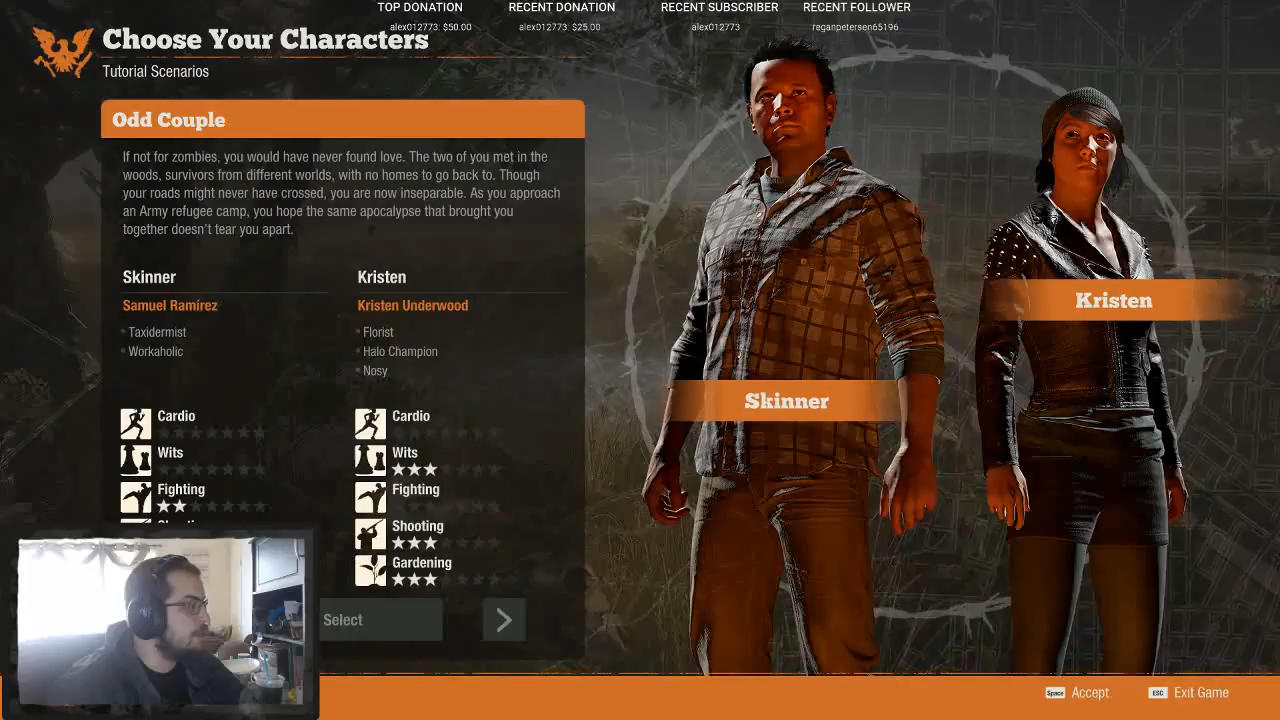 TOP DONATION
RECENT DONATION
RECENT SUBSCRIBER
RECENT FOLLOWER
alex012773: $50.00
alex012773: $25.00
alex012773
reganpetersen65196
Choose Your Characters
Tutorial Scenarios
Odd Couple
If not for zombies, you would have never found love. The two of you met in the
woods, survivors from different worlds, with no homes to go back to. Though
your roads might never have crossed, you are now inseparable. As you approach
an Army refugee camp, you hope the same apocalypse that brought you
together doesn't tear you apart.
Skinner
Samuel Ramírez
Taxidermist
Workaholic
Cardio
Wits
Fighting
Kristen
Kristen Underwood
Florist
Halo Champion
Nosy
Cardio
Wits
Fighting
Shooting
Gardening
Select
Skinner
Kristen
Space Accept
ESC Exit Game